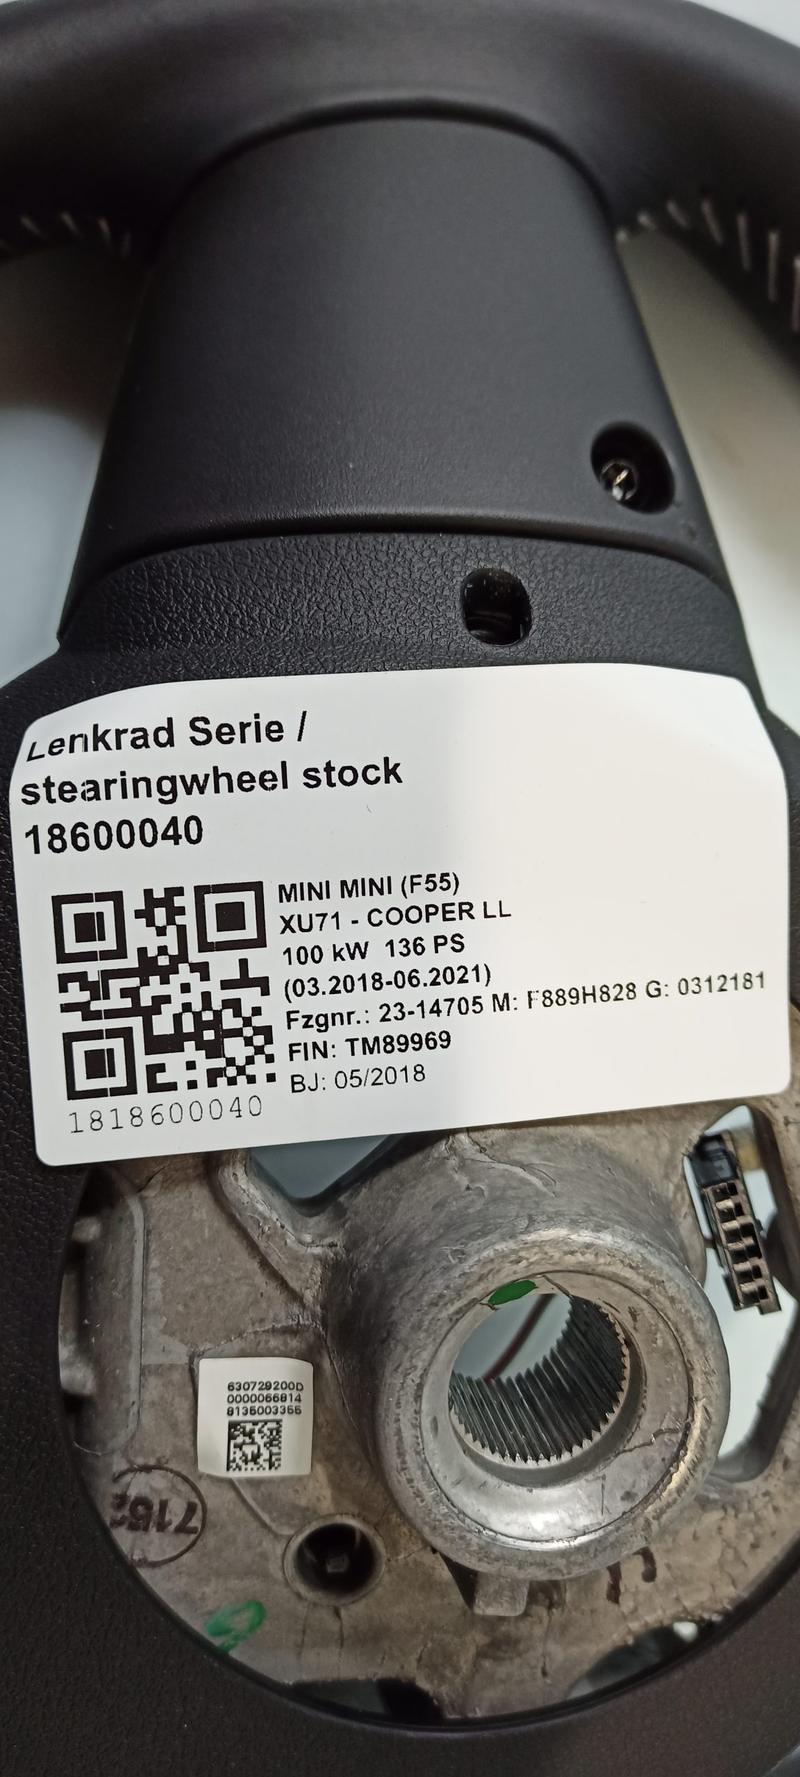 Lenkrad Serie /
stearingwheel stock
18600040
MINI MINI (F55)
XU71 - COOPER LL
100 kW 136 PS
(03.2018-06.2021)
Fzgnr.: 23-14705 M: F889H828 G: 0312181
FIN: TM89969
BJ: 05/2018
1818600040
630729200D
0000066814
8135003355